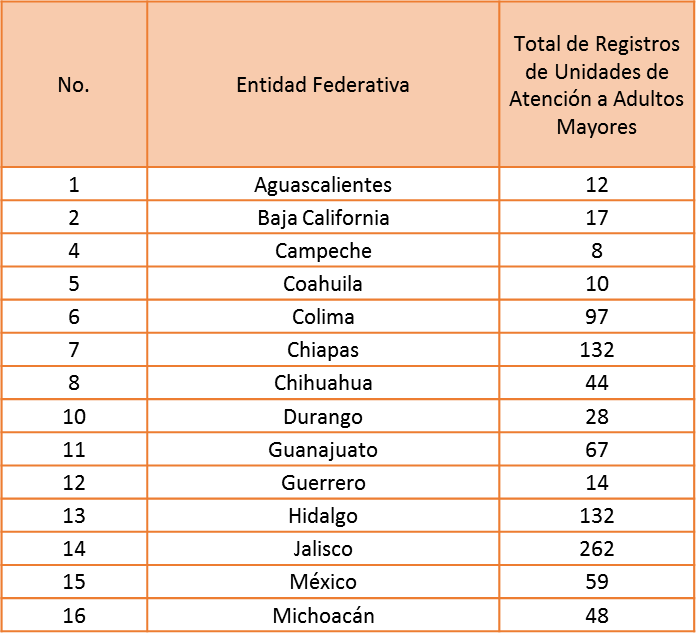 No.
Entidad Federativa
Total de Registros
de Unidades de
Atención a Adultos
Mayores
1 Aguascalientes 12
2 Baja California 17
4 Campeche 8
5 Coahuila 10
6 Colima 97
7 Chiapas 132
8 Chihuahua 44
10 Durango 28
11 Guanajuato 67
12 Guerrero 14
13 Hidalgo 132
14 Jalisco 262
15 México 59
16 Michoacán 48